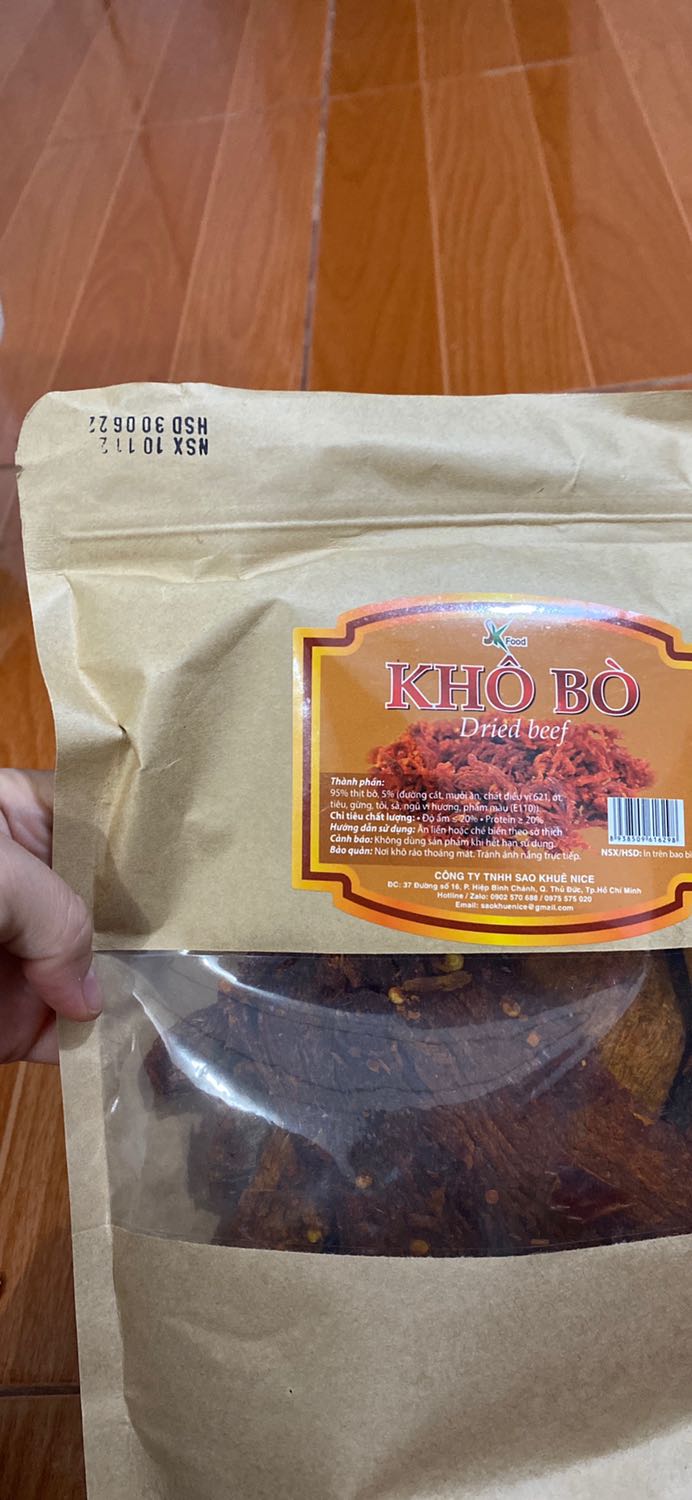 NSX 10 11 2
HSD 30 06 22
SK Food
KHÔ BÒ
Dried beef
Thành phần:
95% thịt bò, 5% (đường cát, muối ăn, chất điều vị 621, ớt,
tiêu, gừng, tỏi, sả, ngũ vị hương, phẩm màu (E110)).
Chỉ tiêu chất lượng: • Độ ẩm ≤ 20% • Protein ≥ 20%
Hướng dẫn sử dụng: Ăn liền hoặc chế biến theo sở thích
Cảnh báo: Không dùng sản phẩm khi hết hạn sử dụng.
Bảo quản: Nơi khô ráo thoáng mát. Tránh ánh nắng trực tiếp.
8938509616298
NSX/HSD: In trên bao bì
CÔNG TY TNHH SAO KHUÊ NICE
ĐC: 37 Đường số 16, P. Hiệp Bình Chánh, Q. Thủ Đức, Tp.Hồ Chí Minh
Hotline / Zalo: 0902 570 688 / 0975 575 020
Email: saokhuenice@gmail.com